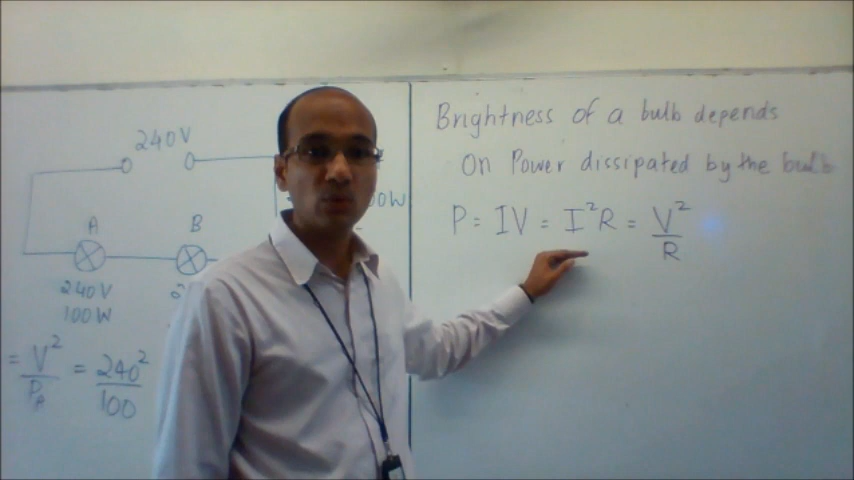 240V
A
B
240V
100W
= V²/P_A = 240²/100
00W
Brightness of a bulb depends
On Power dissipated by the bulb
P = IV = I²R = V²/R